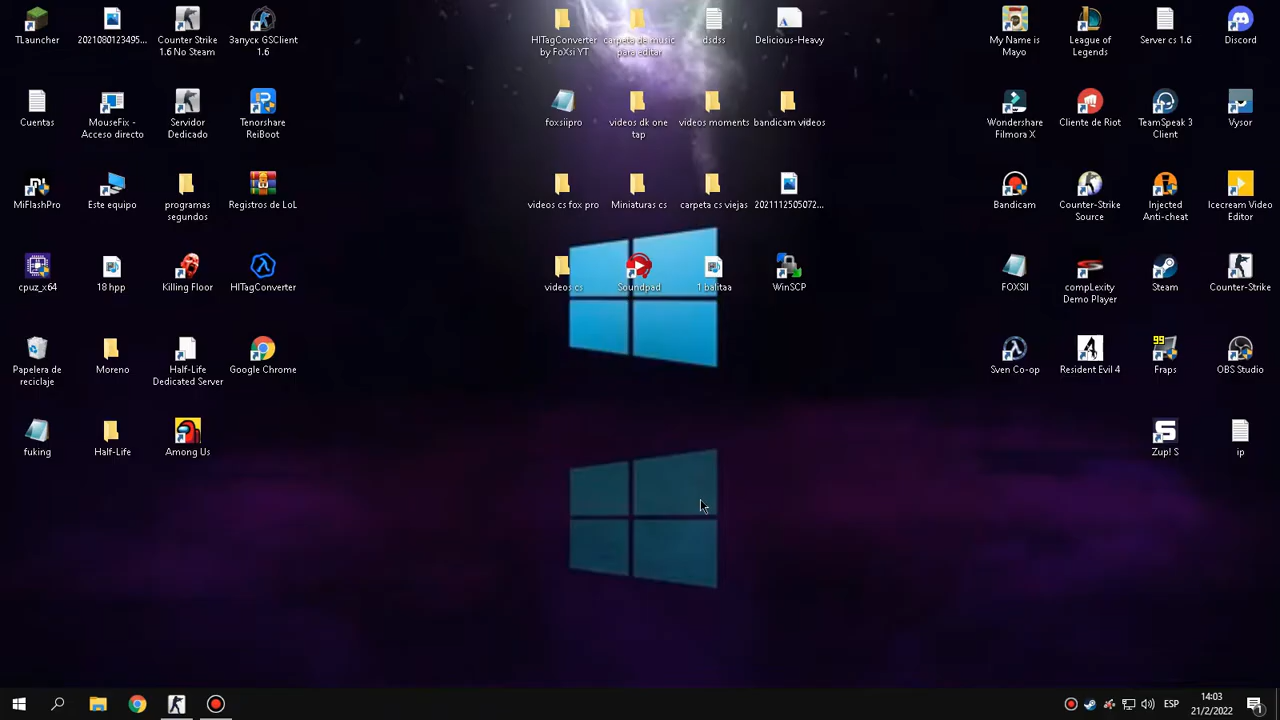 TLauncher
2021080123495...
Counter Strike
1.6 No Steam
Запуск GSClient
1.6
HlTagConverter
by FoXsi YT
carpeta de music
para editar
dsdss
Delicious-Heavy
My Name is
Mayo
League of
Legends
Server cs 1.6
Discord
Cuentas
MouseFix -
Acceso directo
Servidor
Dedicado
Tenorshare
ReiBoot
foxsiipro
videos dk one
tap
videos moments
bandicam videos
Wondershare
Filmora X
Cliente de Riot
TeamSpeak 3
Client
Vysor
MiFlashPro
Este equipo
programas
segundos
Registros de LoL
videos cs fox pro
Miniaturas cs
carpeta cs viejas
2021112505072...
Bandicam
Counter-Strike
Source
Injected
Anti-cheat
Icecream Video
Editor
cpuz_x64
18 hpp
Killing Floor
HlTagConverter
videos cs
Soundpad
1 balitaa
WinSCP
FOXSII
compLexity
Demo Player
Steam
Counter-Strike
Papelera de
reciclaje
Moreno
Half-Life
Dedicated Server
Google Chrome
Sven Co-op
Resident Evil 4
99
Fraps
OBS Studio
fuking
Half-Life
Among Us
Zup! S
ip
ESP
14:03
21/2/2022
1